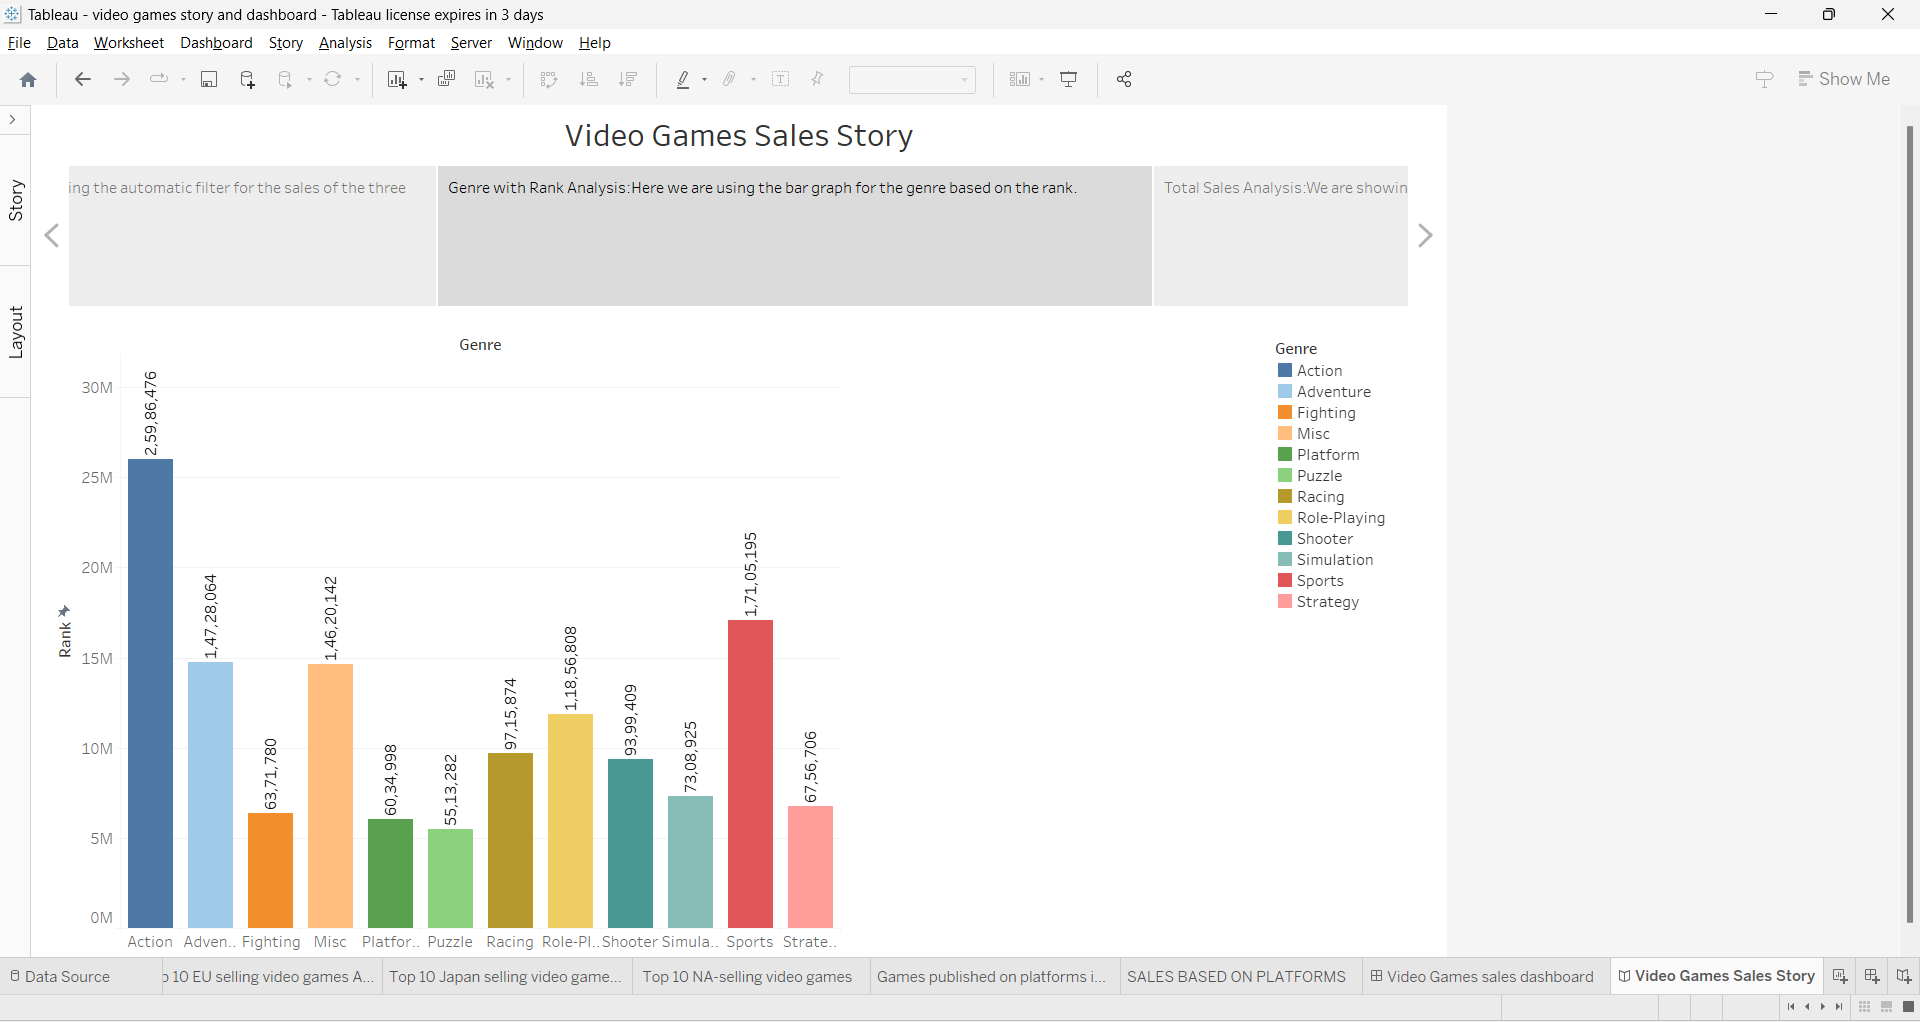 Tableau - video games story and dashboard - Tableau license expires in 3 days
File Data Worksheet Dashboard Story Analysis Format Server Window Help
Show Me
Story
Layout
Video Games Sales Story
ing the automatic filter for the sales of the three
Genre with Rank Analysis:Here we are using the bar graph for the genre based on the rank.
Total Sales Analysis:We are showin
Genre
Rank
30M
25M
20M
15M
10M
5M
0M
2,59,86,476
1,47,28,064
63,71,780
1,46,20,142
60,34,998
55,13,282
97,15,874
1,18,56,808
93,99,409
73,08,925
1,71,05,195
67,56,706
Action Adven.. Fighting Misc Platfor.. Puzzle Racing Role-Pl.. Shooter Simula.. Sports Strate..
Genre
Action
Adventure
Fighting
Misc
Platform
Puzzle
Racing
Role-Playing
Shooter
Simulation
Sports
Strategy
Data Source
p 10 EU selling video games A...
Top 10 Japan selling video game...
Top 10 NA-selling video games
Games published on platforms i...
SALES BASED ON PLATFORMS
Video Games sales dashboard
Video Games Sales Story